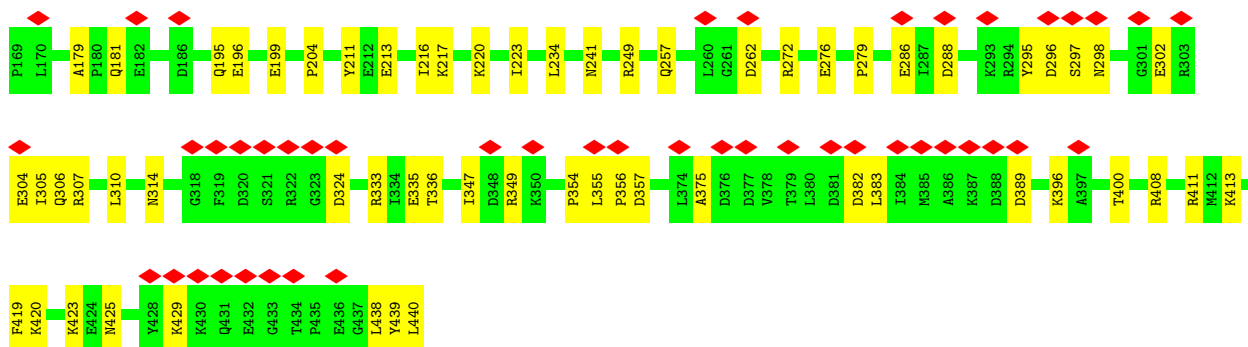 P169 L170 A179 P180 Q181 E182 D186 Q195 E196 E199 P204 Y211 E212 E213 I216 K217 K220 I223 L234 N241 R249 Q257 L260 G261 D262 R272 E276 P279 E286 I287 D288 K293 R294 Y295 D296 S297 N298 G301 E302 R303
E304 I305 Q306 R307 L310 N314 G318 F319 D320 S321 R322 G323 D324 R333 I334 E335 T336 I347 D348 R349 K350 P354 L355 P356 D357 L374 A375 D376 D377 V378 T379 L380 D381 D382 L383 I384 M385 A386 K387 D388 D389 K396 A397 T400 R408 R411 M412 K413
F419 K420 K423 E424 N425 Y428 K429 K430 Q431 E432 G433 T434 P435 E436 G437 L438 Y439 L440